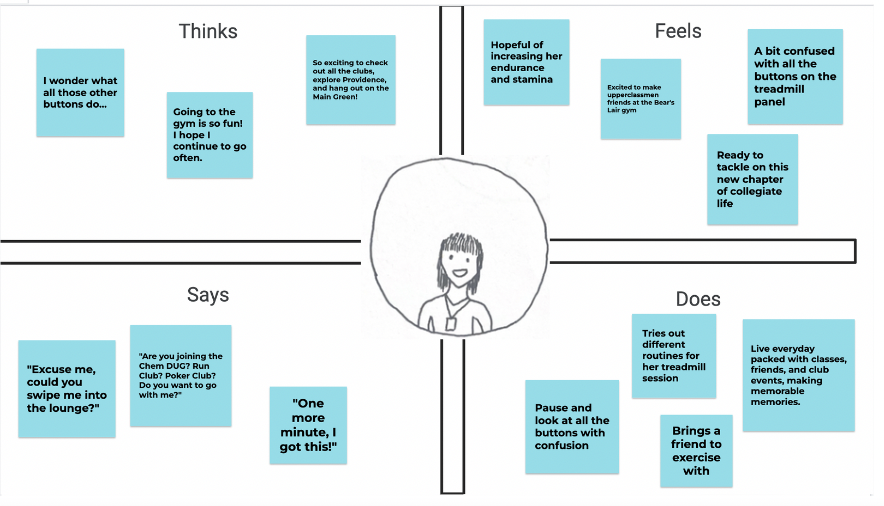 Thinks
I wonder what
all those other
buttons do...
Going to the
gym is so fun!
I hope I
continue to go
often.
So exciting to check
out all the clubs,
explore Providence,
and hang out on the
Main Green!
Feels
Hopeful of
increasing her
endurance
and stamina
Excited to make
upperclassmen
friends at the Bear's
Lair gym
A bit confused
with all the
buttons on the
treadmill
panel
Ready to
tackle on this
new chapter
of collegiate
life
Says
"Excuse me,
could you
swipe me into
the lounge?"
"Are you joining the
Chem DUG? Run
Club? Poker Club?
Do you want to go
with me?"
"One
more
minute, I
got this!"
Does
Pause and
look at all the
buttons with
confusion
Tries out
different
routines for
her treadmill
session
Brings a
friend to
exercise
with
Live everyday
packed with classes,
friends, and club
events, making
memorable
memories.